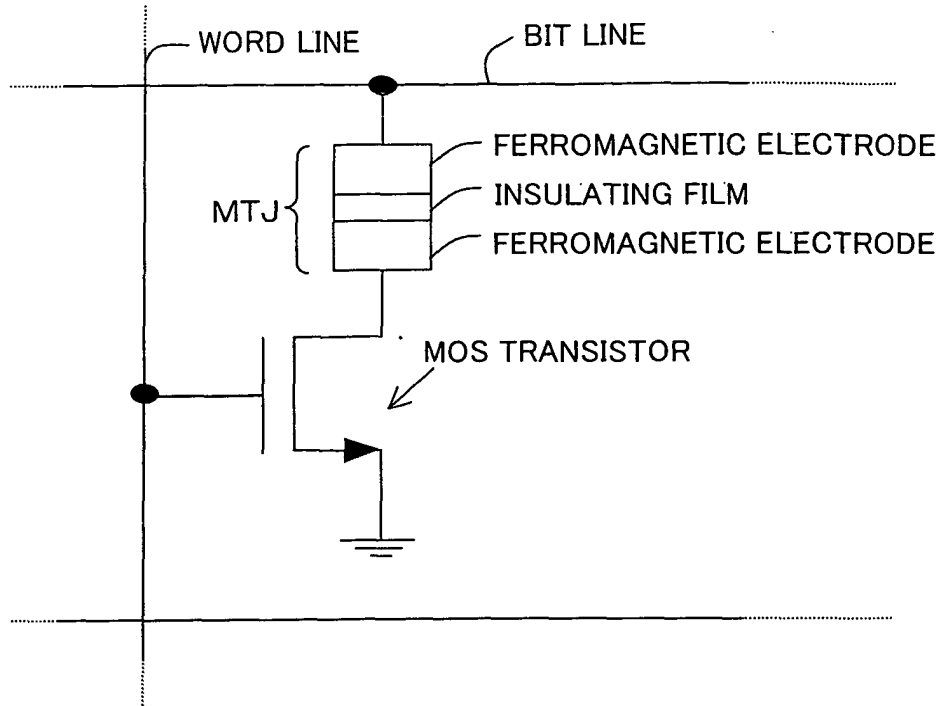 WORD LINE
BIT LINE
FERROMAGNETIC ELECTRODE
INSULATING FILM
MTJ
FERROMAGNETIC ELECTRODE
MOS TRANSISTOR